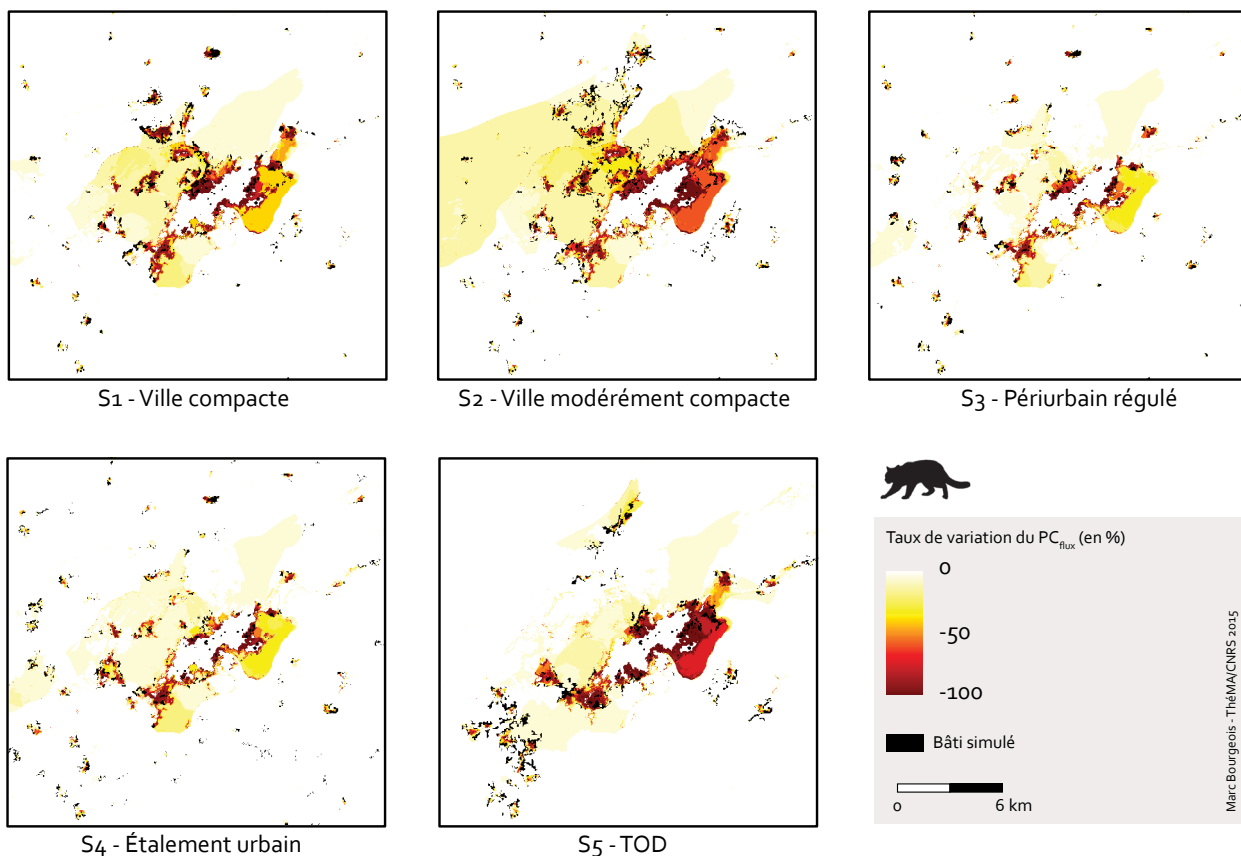 S1 - Ville compacte
S2 - Ville modérément compacte
S3 - Périurbain régulé
S4 - Étalement urbain
S5 - TOD
Taux de variation du PCflux (en %)
0
-50
-100
Bâti simulé
0
6 km
Marc Bourgeois - ThéMA/CNRS 2015